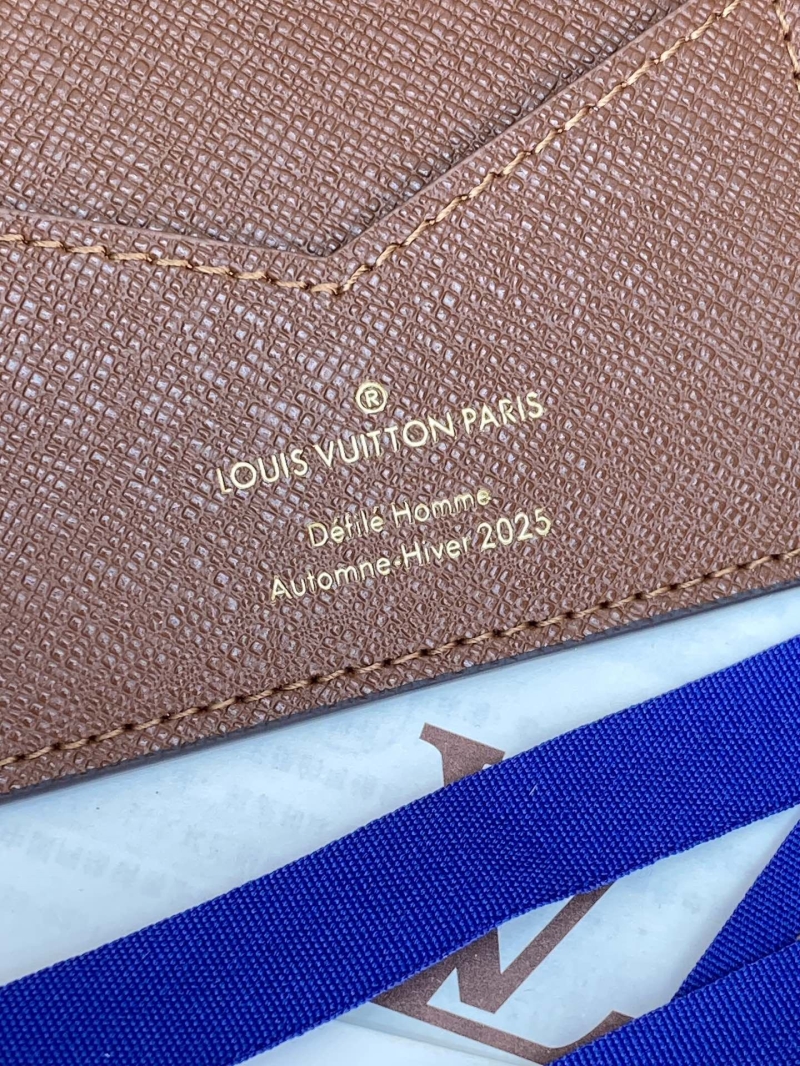 ®
LOUIS VUITTON PARIS
Défilé Homme
Automne-Hiver 2025